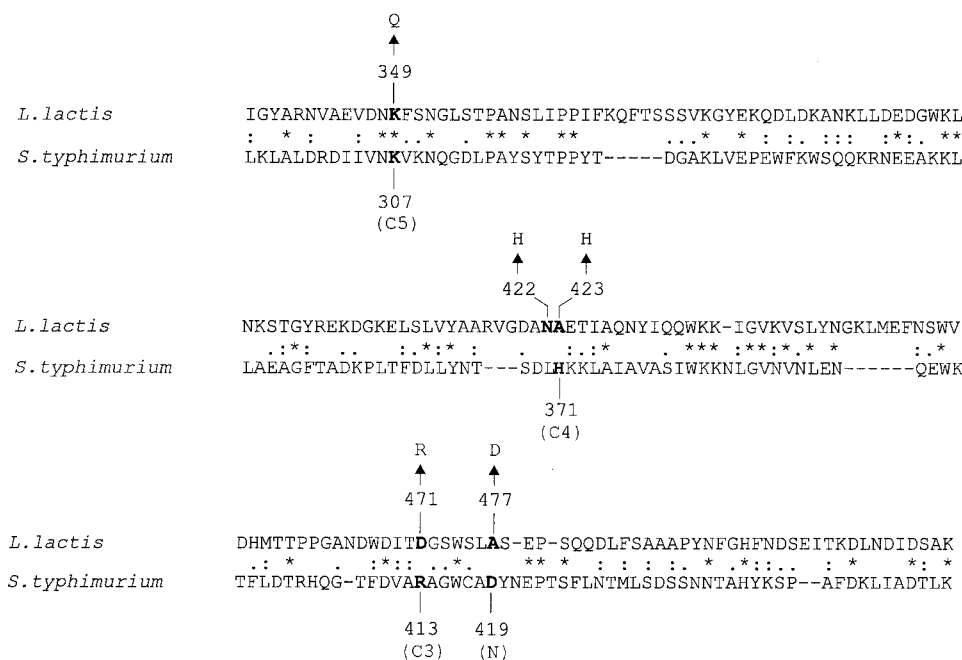 Q
349
L.lactis IGYARNVAEVDNKFSNGLSTPANSLIPPIFKQFTSSSVKGYEKQDLDKANKLLDEDGWKL
S.typhimurium LKLALDRDIIVNKVKNQGDLPAYSYTPPYT-----DGAKLVEPEWFKWSQQKRNEEAKKL
307
(C5)
H H
422 423
L.lactis NKSTGYREKDGKELSLVYAARVGDANAETIAQNYIQQWKK-IGVKVSLYNGKLMEFNSWV
S.typhimurium LAEAGFTADKPLTFDLLYNT---SDLHKKLAIAVASIWKKNLGVNVNLEN------QEWK
371
(C4)
R D
471 477
L.lactis DHMTTPPGANDWDITDGSWSLAS-EP-SQQDLFSAAAPYNFGHFNDSEITKDLNDIDSAK
S.typhimurium TFLDTRHQG-TFDVARAGWCADYNEPTSFLNTMLSDSSNNTAHYKSP--AFDKLIADTLK
413 419
(C3) (N)